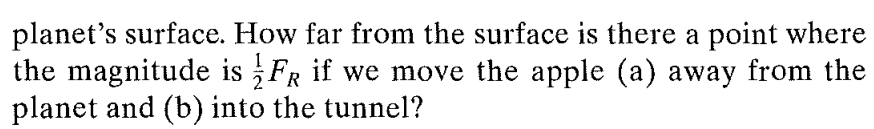 planet's surface. How far from the surface is there a point where
the magnitude is ½F_R if we move the apple (a) away from the
planet and (b) into the tunnel?